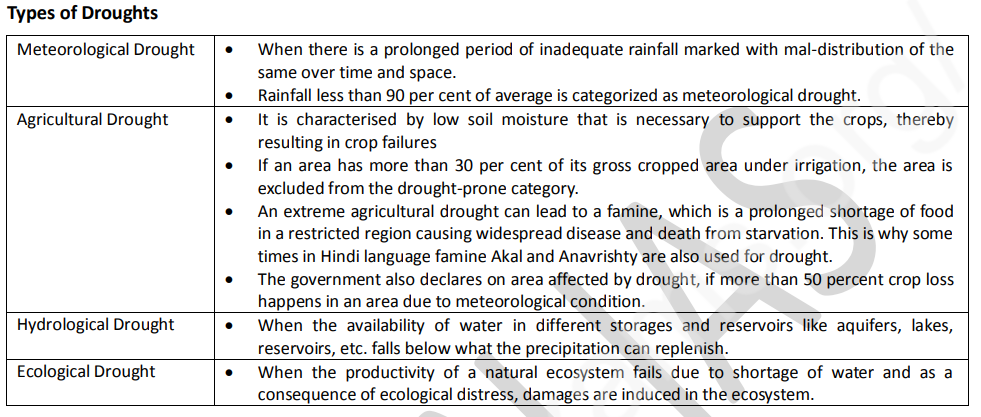 Types of Droughts
Meteorological Drought
• When there is a prolonged period of inadequate rainfall marked with mal-distribution of the
same over time and space.
• Rainfall less than 90 per cent of average is categorized as meteorological drought.
Agricultural Drought
• It is characterised by low soil moisture that is necessary to support the crops, thereby
resulting in crop failures
• If an area has more than 30 per cent of its gross cropped area under irrigation, the area is
excluded from the drought-prone category.
• An extreme agricultural drought can lead to a famine, which is a prolonged shortage of food
in a restricted region causing widespread disease and death from starvation. This is why some
times in Hindi language famine Akal and Anavrishty are also used for drought.
• The government also declares on area affected by drought, if more than 50 percent crop loss
happens in an area due to meteorological condition.
Hydrological Drought
• When the availability of water in different storages and reservoirs like aquifers, lakes,
reservoirs, etc. falls below what the precipitation can replenish.
Ecological Drought
• When the productivity of a natural ecosystem fails due to shortage of water and as a
consequence of ecological distress, damages are induced in the ecosystem.